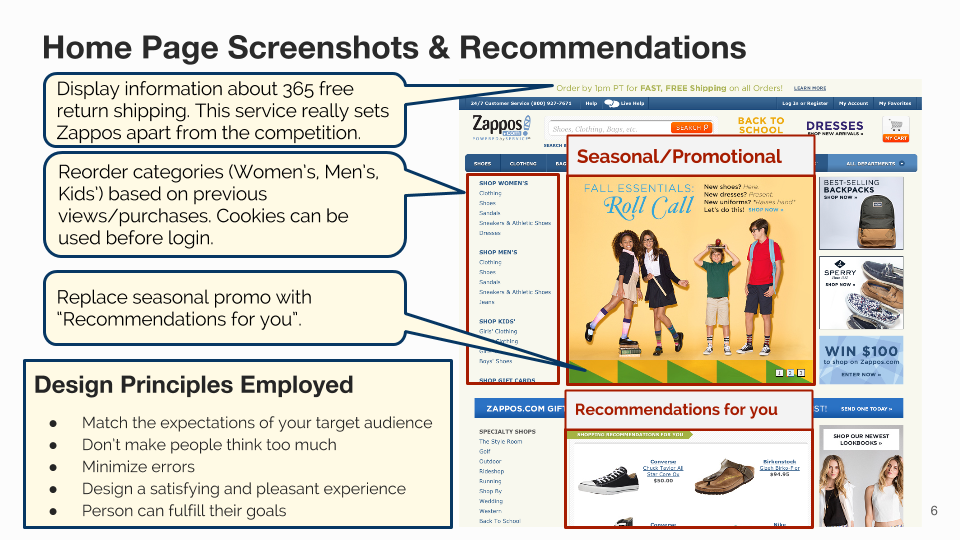 Home Page Screenshots & Recommendations
Display information about 365 free
return shipping. This service really sets
Zappos apart from the competition.
Reorder categories (Women's, Men's,
Kids') based on previous
views/purchases. Cookies can be
used before login.
Replace seasonal promo with
"Recommendations for you".
Design Principles Employed
● Match the expectations of your target audience
● Don't make people think too much
● Minimize errors
● Design a satisfying and pleasant experience
● Person can fulfill their goals
Order by 1pm PT for FAST, FREE Shipping on all Orders! LEARN MORE
24/7 Customer Service (800) 927-7671 Help Live Help Log In or Register My Account My Favorites
Zappos
POWERED by SERVICE
Shoes, Clothing, Bags, etc. SEARCH
BACK TO
SCHOOL
DRESSES
SHOP NEW ARRIVALS »
MY CART
SHOES CLOTHING ALL DEPARTMENTS
Seasonal/Promotional
SHOP WOMEN'S
Clothing
Shoes
Sandals
Sneakers & Athletic Shoes
Dresses
SHOP MEN'S
Clothing
Shoes
Sandals
Sneakers & Athletic Shoes
Jeans
SHOP KIDS'
Girls' Clothing
Clothing
Boys' Shoes
SHOP GIFT CARDS
FALL ESSENTIALS:
Roll Call
New shoes? Here.
New dresses? Present.
New uniforms? *Raises hand*
Let's do this! SHOP NOW »
1 2 3
BEST-SELLING
BACKPACKS
SHOP NOW »
SPERRY
SHOP NOW »
WIN $100
to shop on Zappos.com
ENTER NOW »
ZAPPOS.COM GIFT
SEND ONE TODAY »
Recommendations for you
SPECIALTY SHOPS
The Style Room
Golf
Outdoor
Rideshop
Running
Shop By
Wedding
Western
Back To School
SHOPPING RECOMMENDATIONS FOR YOU
Converse
Chuck Taylor All
Star Core Ox
$50.00
Birkenstock
Gizeh Birko-Flor
$94.95
Converse
Nike
SHOP OUR NEWEST
LOOKBOOKS »
6